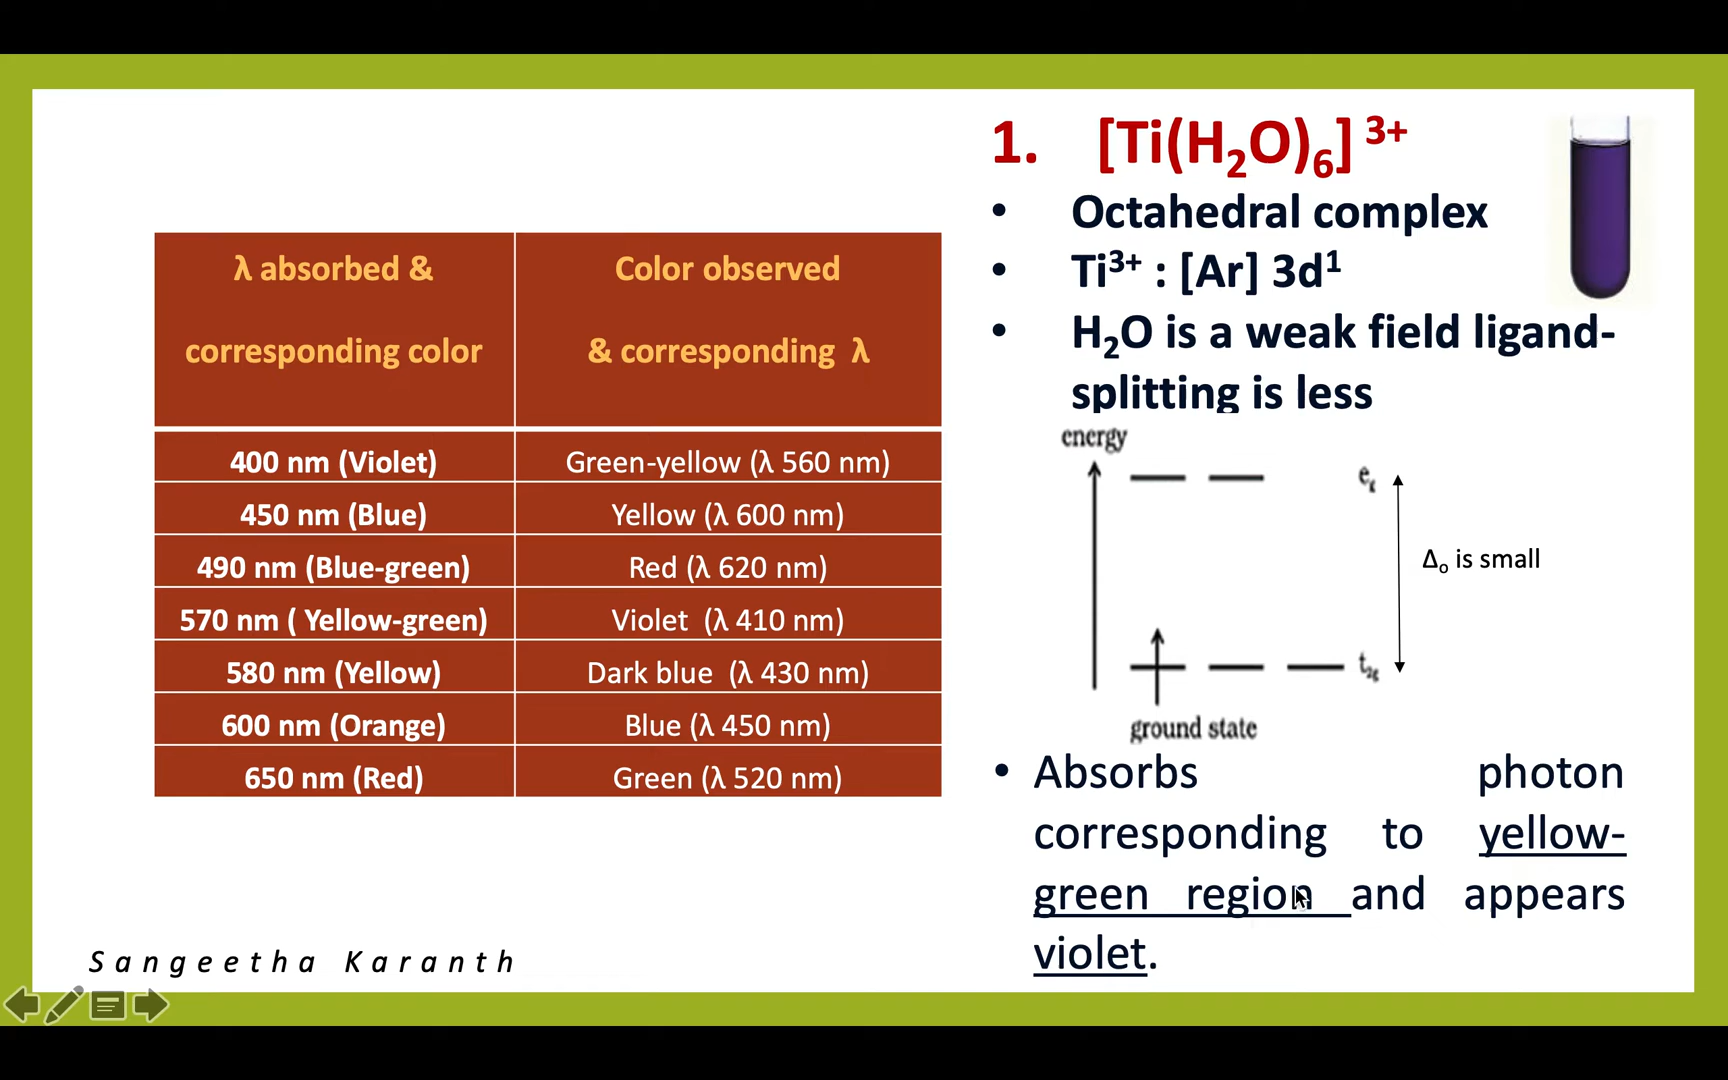 λ absorbed &
corresponding color
Color observed
& corresponding λ
400 nm (Violet)
Green-yellow (λ 560 nm)
450 nm (Blue)
Yellow (λ 600 nm)
490 nm (Blue-green)
Red (λ 620 nm)
570 nm ( Yellow-green)
Violet (λ 410 nm)
580 nm (Yellow)
Dark blue (λ 430 nm)
600 nm (Orange)
Blue (λ 450 nm)
650 nm (Red)
Green (λ 520 nm)
Sangeetha Karanth
1. [Ti(H₂O)₆] ³⁺
• Octahedral complex
• Ti³⁺ : [Ar] 3d¹
• H₂O is a weak field ligand-
splitting is less
energy
e_g
Δₒ is small
t₂g
ground state
• Absorbs photon
corresponding to yellow-
green region and appears
violet.